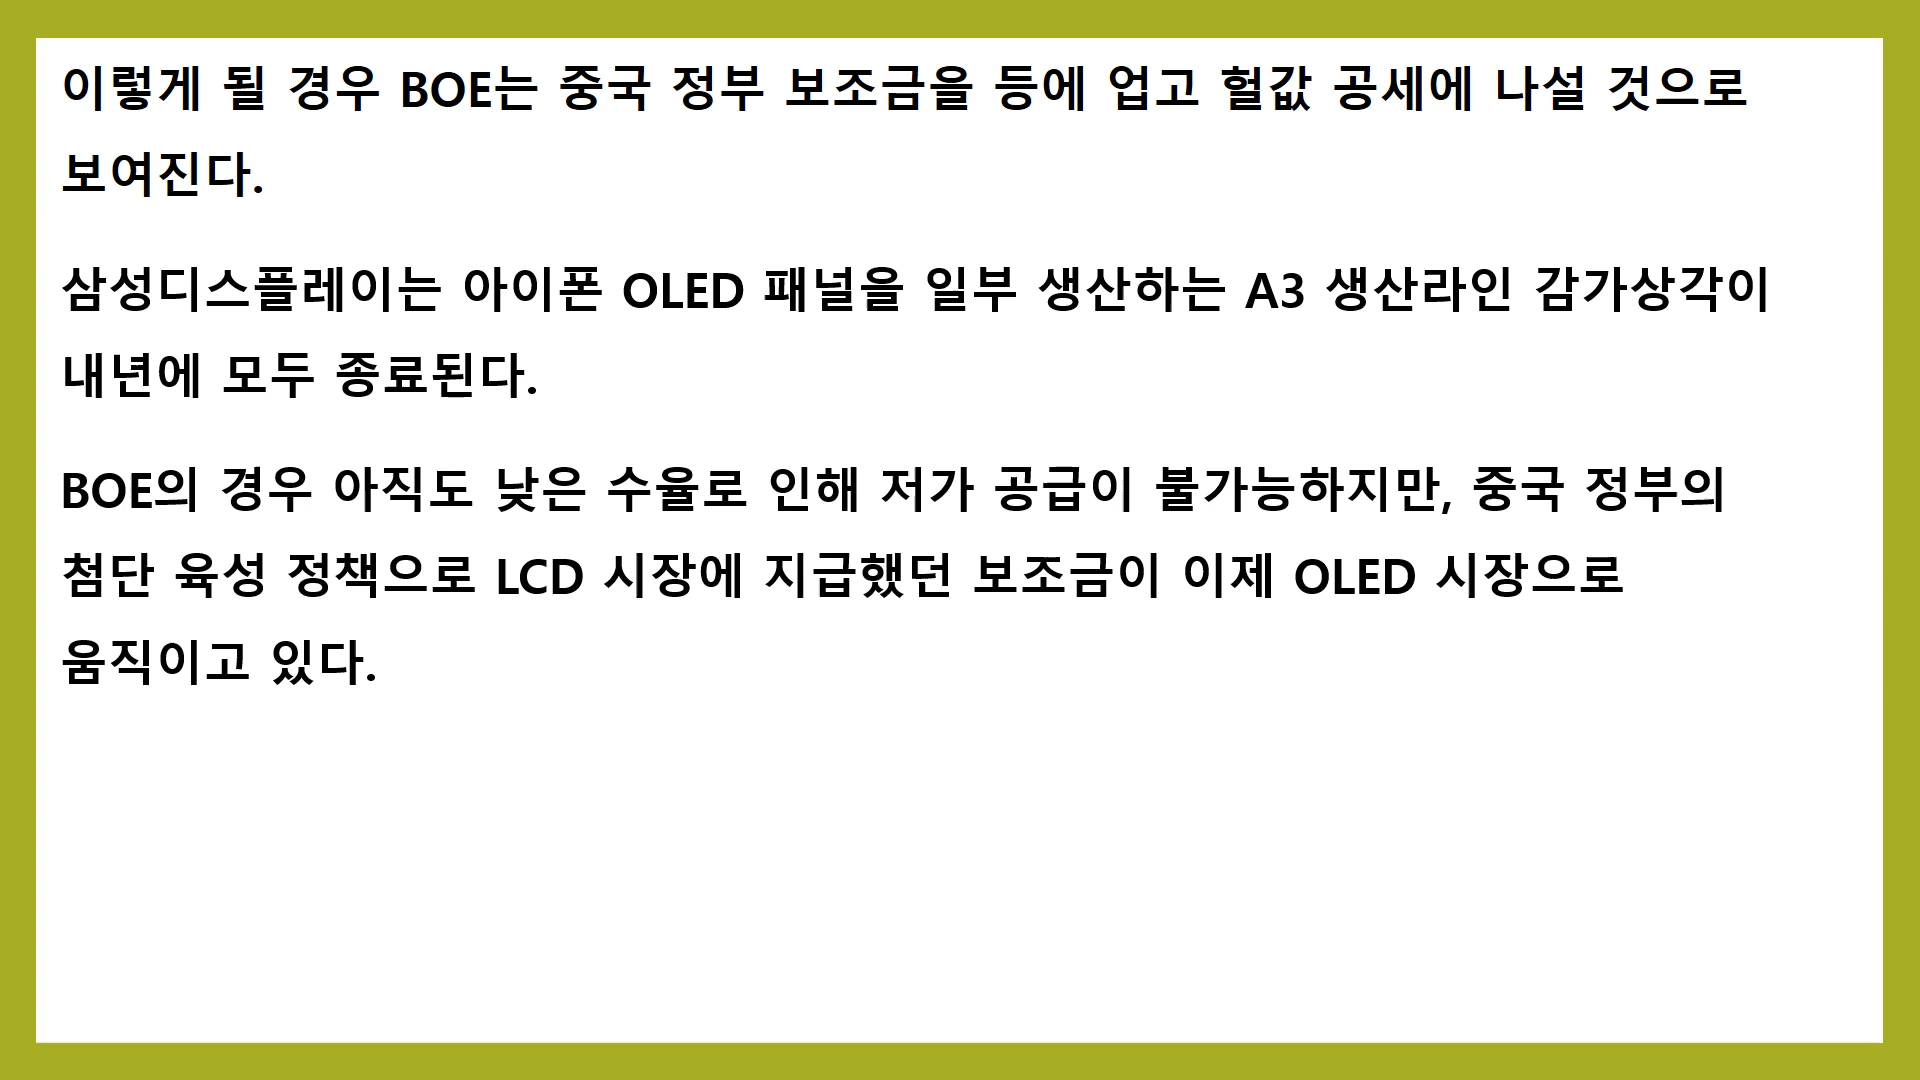 이렇게 될 경우 BOE는 중국 정부 보조금을 등에 업고 헐값 공세에 나설 것으로
보여진다.
삼성디스플레이는 아이폰 OLED 패널을 일부 생산하는 A3 생산라인 감가상각이
내년에 모두 종료된다.
BOE의 경우 아직도 낮은 수율로 인해 저가 공급이 불가능하지만, 중국 정부의
첨단 육성 정책으로 LCD 시장에 지급했던 보조금이 이제 OLED 시장으로
움직이고 있다.